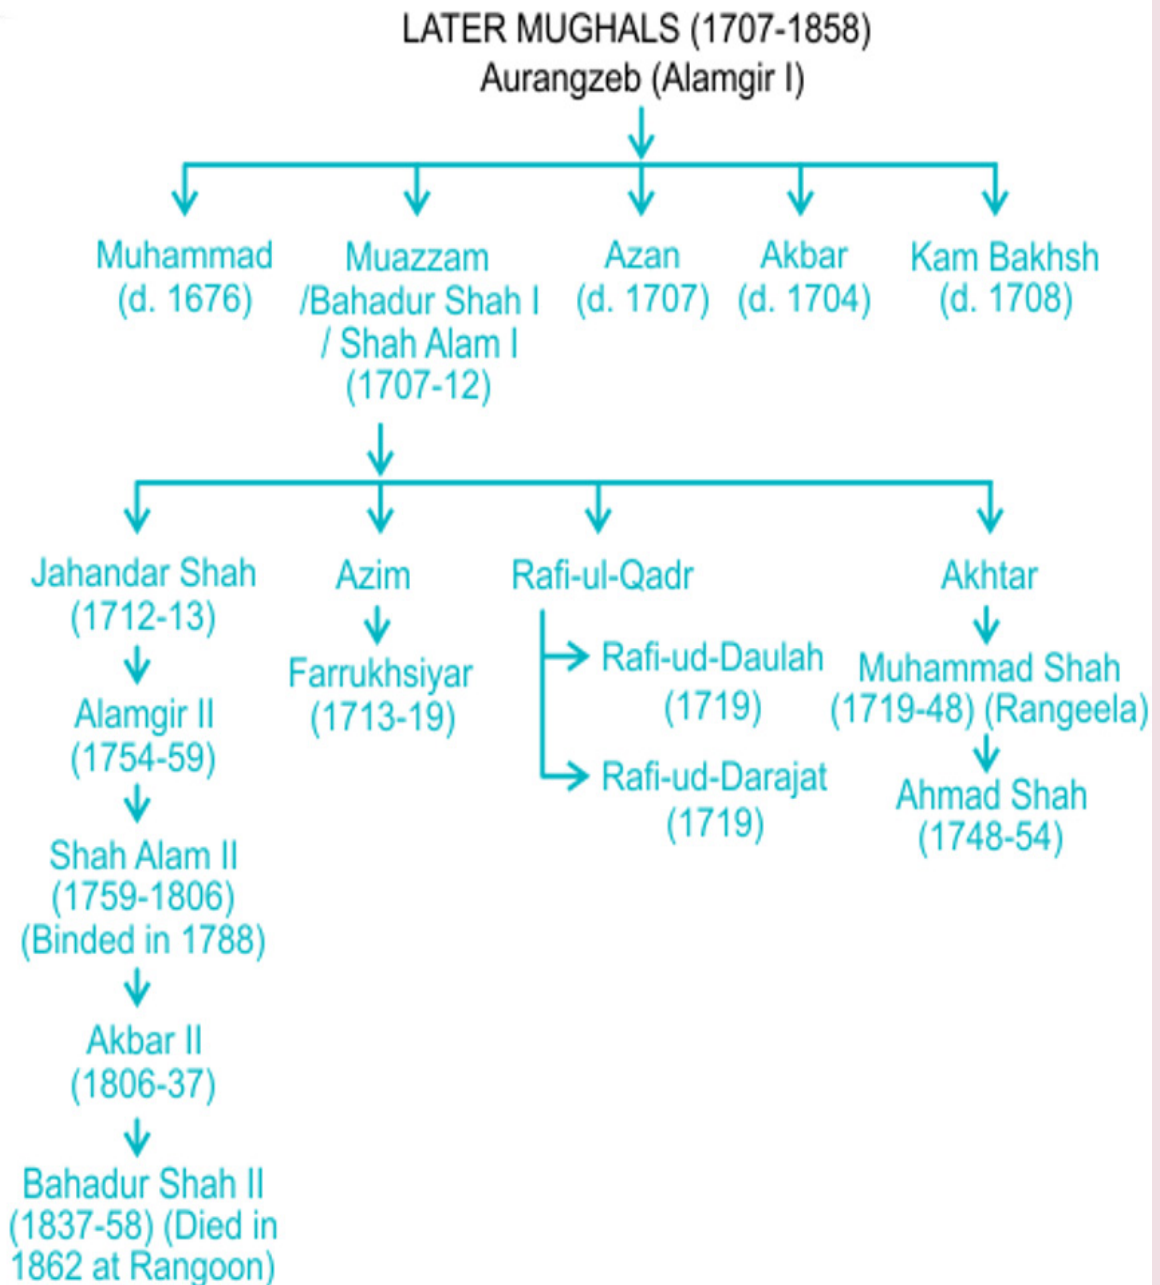 LATER MUGHALS (1707-1858)
Aurangzeb (Alamgir I)
Muhammad
(d. 1676)
Muazzam
/Bahadur Shah I
/ Shah Alam I
(1707-12)
Azan
(d. 1707)
Akbar
(d. 1704)
Kam Bakhsh
(d. 1708)
Jahandar Shah
(1712-13)
Alamgir II
(1754-59)
Shah Alam II
(1759-1806)
(Binded in 1788)
Akbar II
(1806-37)
Bahadur Shah II
(1837-58) (Died in
1862 at Rangoon)
Azim
Farrukhsiyar
(1713-19)
Rafi-ul-Qadr
Rafi-ud-Daulah
(1719)
Rafi-ud-Darajat
(1719)
Akhtar
Muhammad Shah
(1719-48) (Rangeela)
Ahmad Shah
(1748-54)